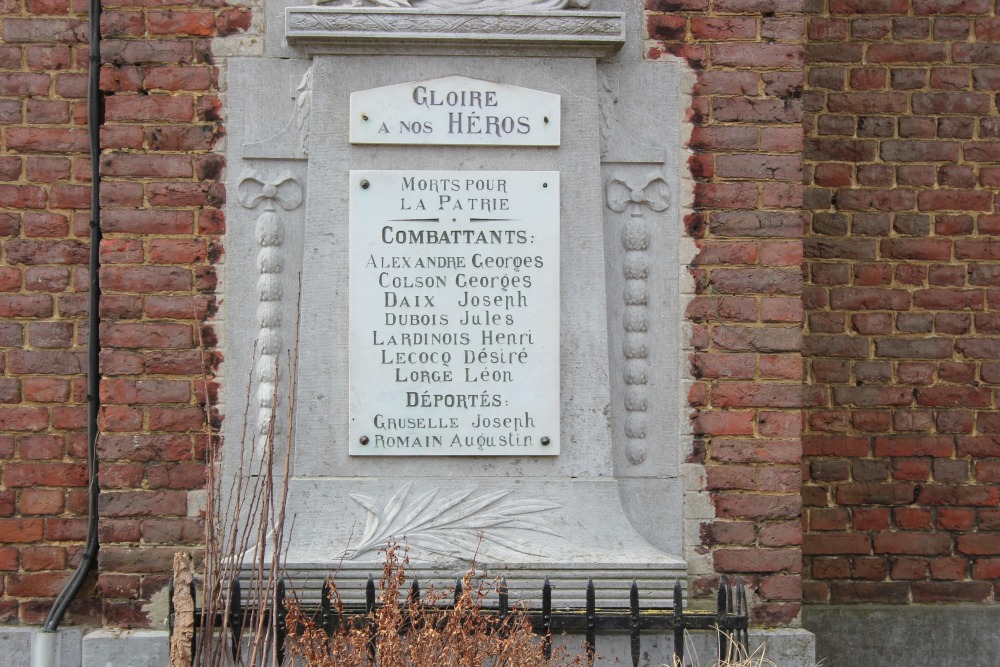 GLOIRE
A NOS HÉROS
MORTS POUR
LA PATRIE
COMBATTANTS:
ALEXANDRE GEORGES
COLSON GEORGES
DAIX JOSEPH
DUBOIS JULES
LARDINOIS HENRI
LECOCQ DÉSIRÉ
LORGE LÉON
DÉPORTÉS:
GRUSELLE JOSEPH
ROMAIN AUGUSTIN